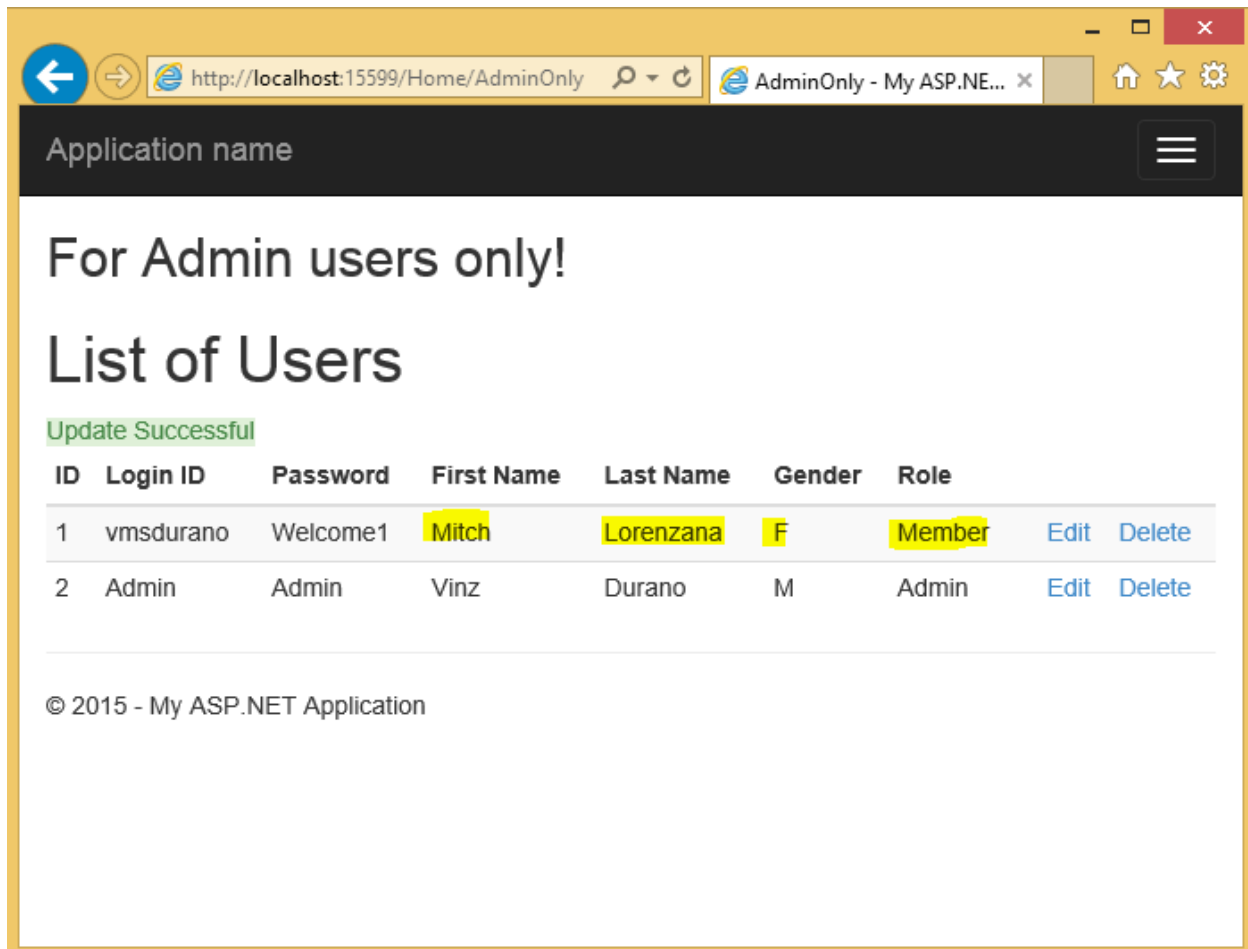 http://localhost:15599/Home/AdminOnly AdminOnly - My ASP.NE...
Application name
For Admin users only!
List of Users
Update Successful
ID Login ID Password First Name Last Name Gender Role
1 vmsdurano Welcome1 Mitch Lorenzana F Member Edit Delete
2 Admin Admin Vinz Durano M Admin Edit Delete
© 2015 - My ASP.NET Application